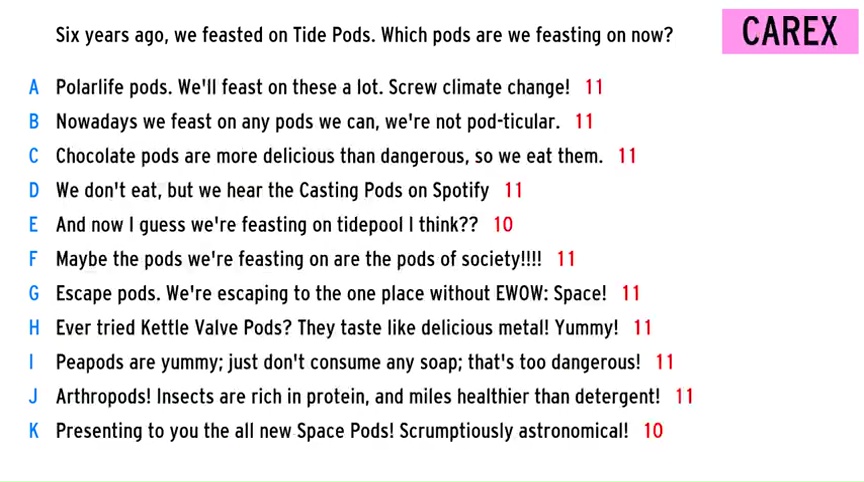 Six years ago, we feasted on Tide Pods. Which pods are we feasting on now?
CAREX
A Polarlife pods. We'll feast on these a lot. Screw climate change! 11
B Nowadays we feast on any pods we can, we're not pod-ticular. 11
C Chocolate pods are more delicious than dangerous, so we eat them. 11
D We don't eat, but we hear the Casting Pods on Spotify 11
E And now I guess we're feasting on tidepool I think?? 10
F Maybe the pods we're feasting on are the pods of society!!!! 11
G Escape pods. We're escaping to the one place without EWOW: Space! 11
H Ever tried Kettle Valve Pods? They taste like delicious metal! Yummy! 11
I Peapods are yummy; just don't consume any soap; that's too dangerous! 11
J Arthropods! Insects are rich in protein, and miles healthier than detergent! 11
K Presenting to you the all new Space Pods! Scrumptiously astronomical! 10